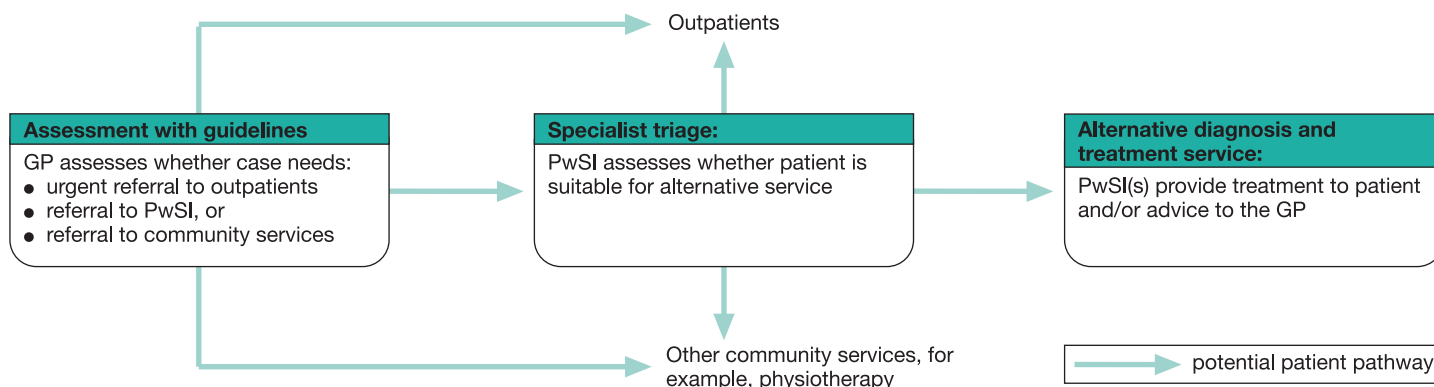 Outpatients
Assessment with guidelines
GP assesses whether case needs:
● urgent referral to outpatients
● referral to PwSI, or
● referral to community services
Specialist triage:
PwSI assesses whether patient is
suitable for alternative service
Alternative diagnosis and
treatment service:
PwSI(s) provide treatment to patient
and/or advice to the GP
Other community services, for
example, physiotherapy
potential patient pathway